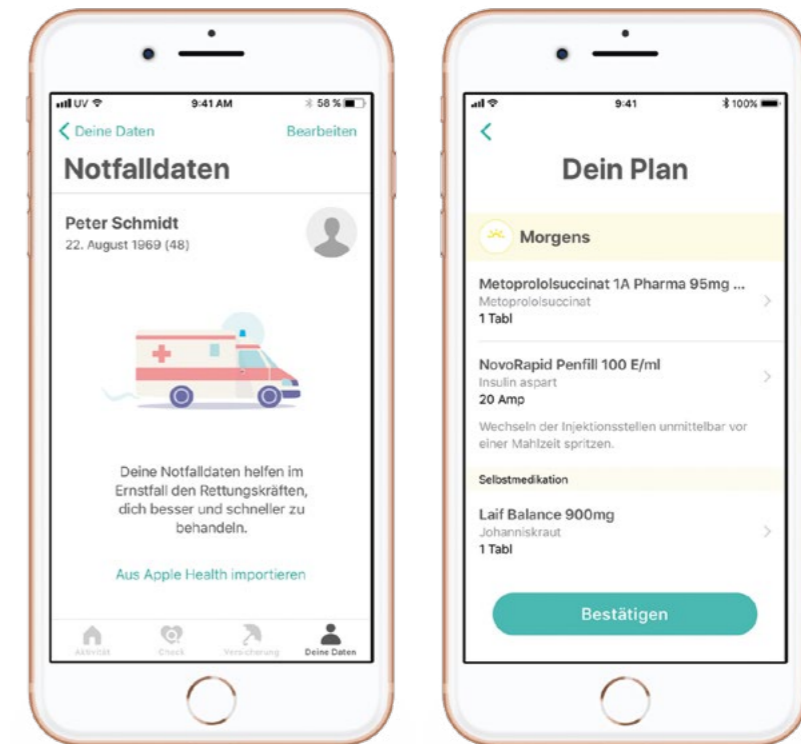 UV 9:41 AM 58 %
Deine Daten Bearbeiten
Notfalldaten
Peter Schmidt
22. August 1969 (48)
Deine Notfalldaten helfen im
Ernstfall den Rettungskräften,
dich besser und schneller zu
behandeln.
Aus Apple Health importieren
Aktivität Check Versicherung Deine Daten
9:41 100%
Dein Plan
Morgens
Metoprololsuccinat 1A Pharma 95mg ...
Metoprololsuccinat
1 Tabl
NovoRapid Penfill 100 E/ml
Insulin aspart
20 Amp
Wechseln der Injektionsstellen unmittelbar vor
einer Mahlzeit spritzen.
Selbstmedikation
Laif Balance 900mg
Johanniskraut
1 Tabl
Bestätigen